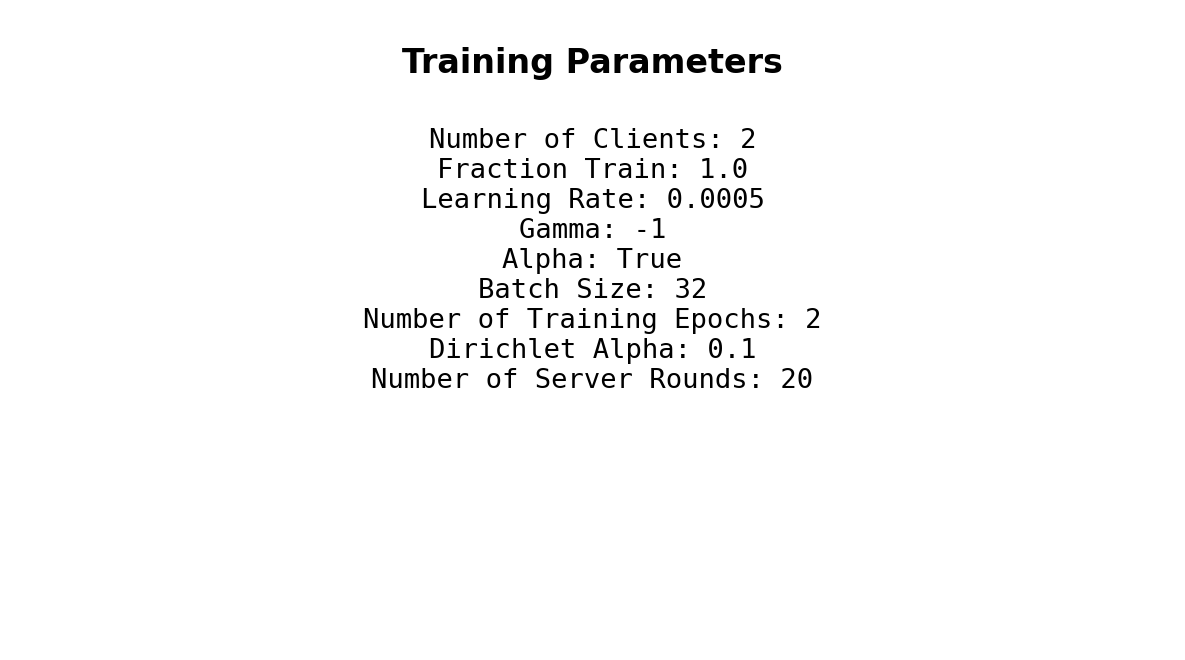 Training Parameters
Number of Clients: 2
Fraction Train: 1.0
Learning Rate: 0.0005
Gamma: -1
Alpha: True
Batch Size: 32
Number of Training Epochs: 2
Dirichlet Alpha: 0.1
Number of Server Rounds: 20